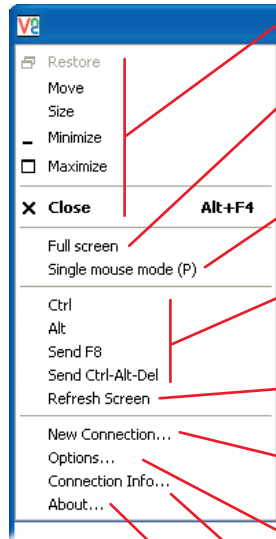 VQ
Restore
Move
Size
Minimize
Maximize
Close Alt+F4
Full screen
Single mouse mode (P)
Ctrl
Alt
Send F8
Send Ctrl-Alt-Del
Refresh Screen
New Connection...
Options...
Connection Info...
About...